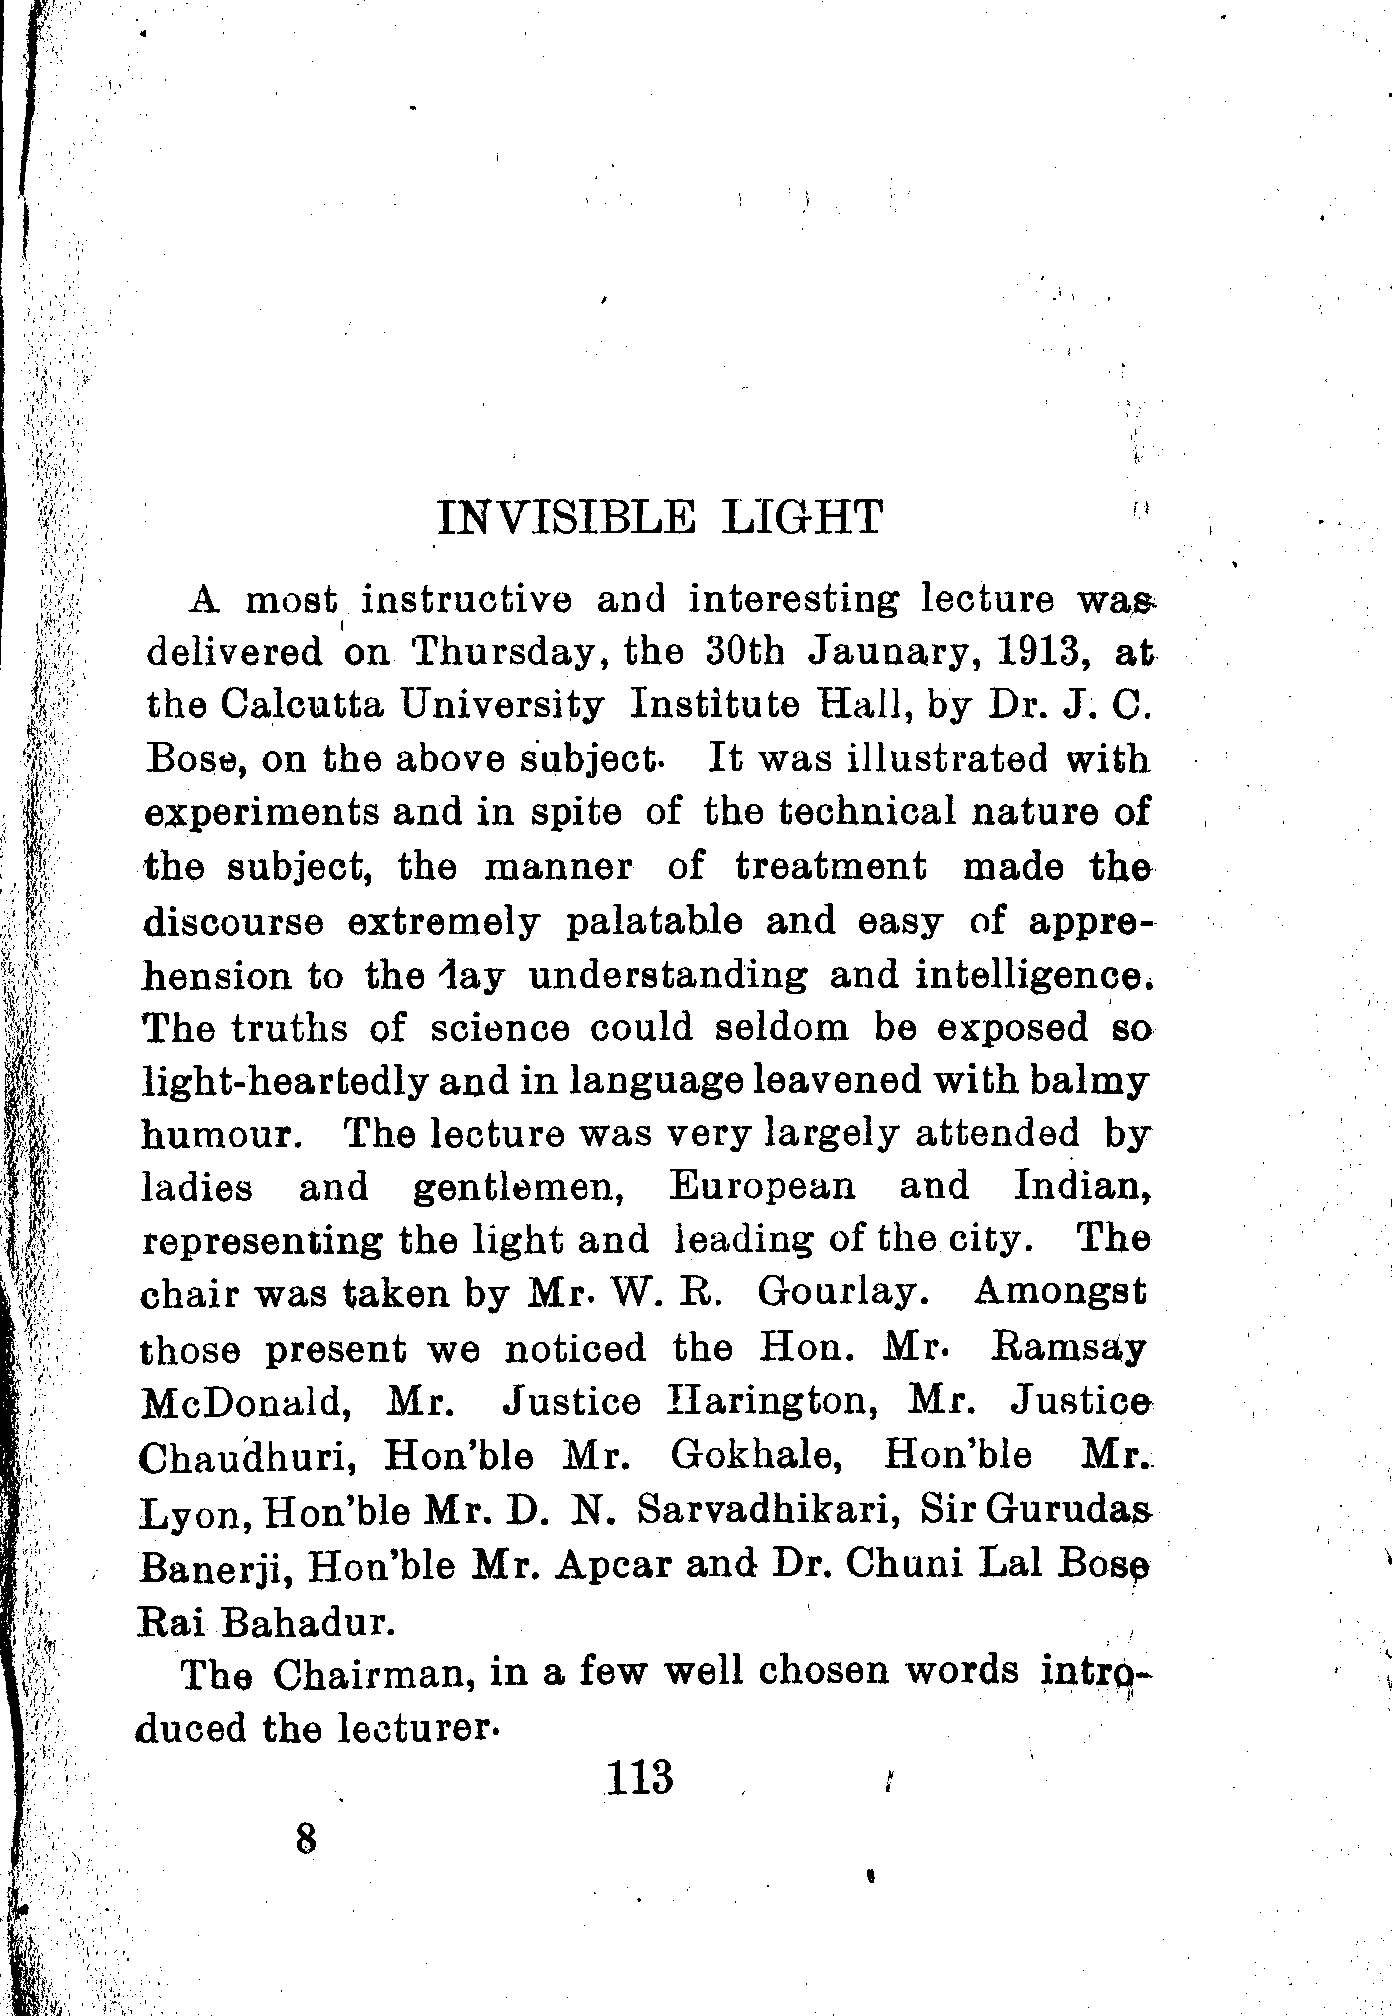 INVISIBLE LIGHT
A most instructive and interesting lecture was
delivered on Thursday, the 30th Jaunary, 1913, at
the Calcutta University Institute Hall, by Dr. J. C.
Bose, on the above subject. It was illustrated with
experiments and in spite of the technical nature of
the subject, the manner of treatment made the
discourse extremely palatable and easy of appre-
hension to the lay understanding and intelligence.
The truths of science could seldom be exposed so
light-heartedly and in language leavened with balmy
humour. The lecture was very largely attended by
ladies and gentlemen, European and Indian,
representing the light and leading of the city. The
chair was taken by Mr. W. R. Gourlay. Amongst
those present we noticed the Hon. Mr. Ramsay
McDonald, Mr. Justice Harington, Mr. Justice
Chaudhuri, Hon'ble Mr. Gokhale, Hon'ble Mr.
Lyon, Hon'ble Mr. D. N. Sarvadhikari, Sir Gurudas
Banerji, Hon'ble Mr. Apcar and Dr. Chuni Lal Bose
Rai Bahadur.
The Chairman, in a few well chosen words intro-
duced the lecturer.
113
8